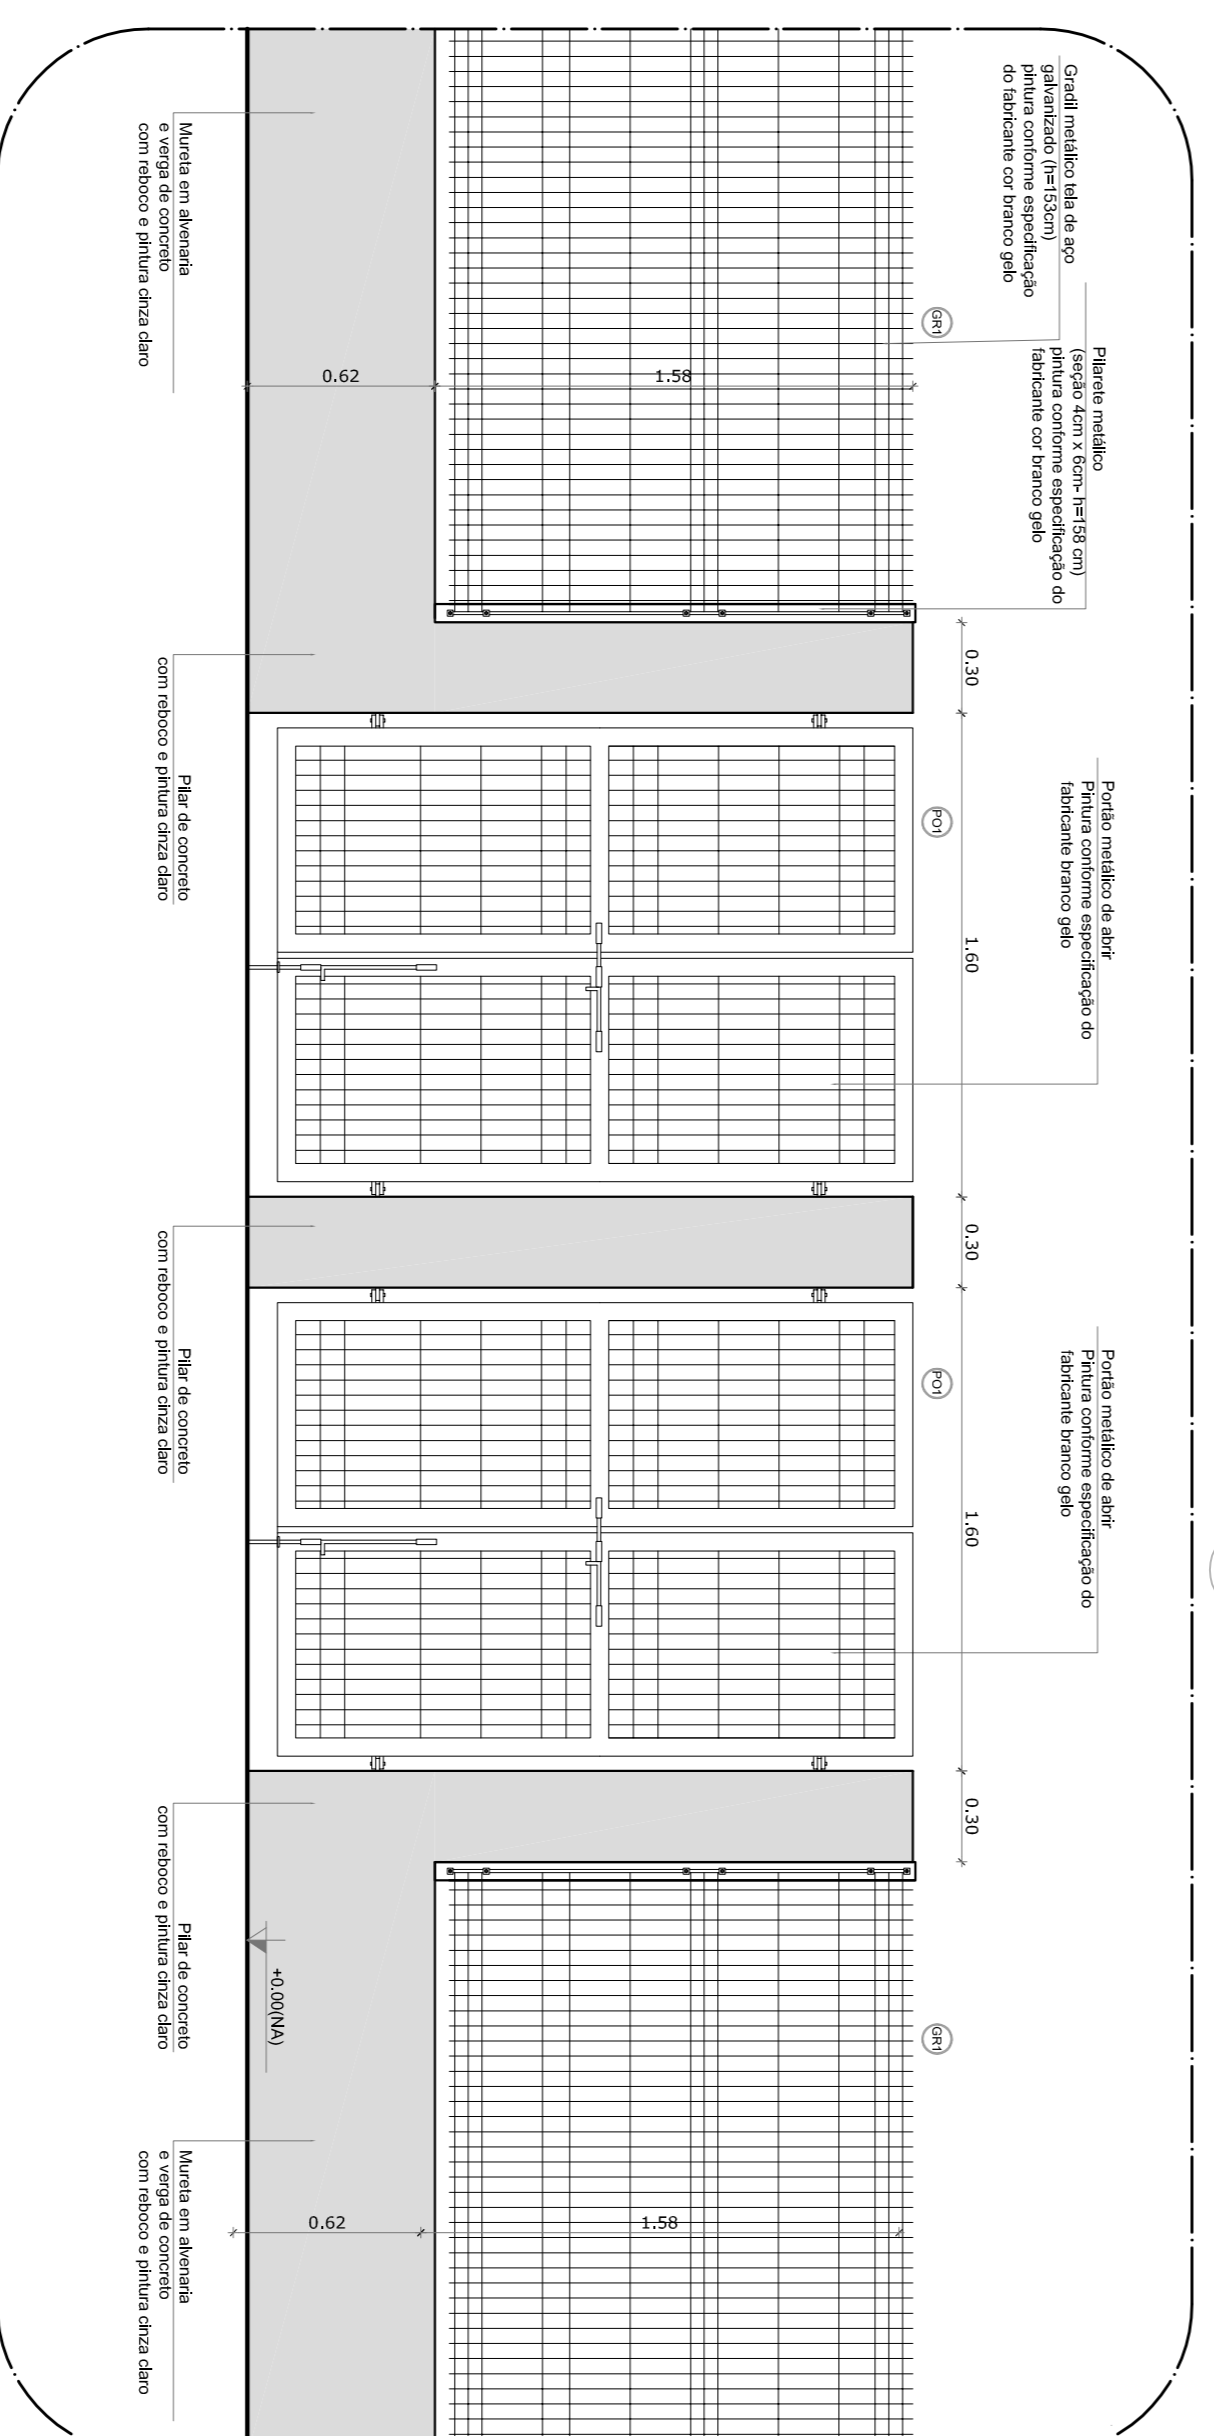 Gradil metálico tela de aço
galvanizado (h=153cm)
pintura conforme especificação
do fabricante cor branco gelo
Pilarete metálico
(seção 4cm x 6cm- h=158 cm)
pintura conforme especificação do
fabricante cor branco gelo
Portão metálico de abrir
Pintura conforme especificação do
fabricante branco gelo
Portão metálico de abrir
Pintura conforme especificação do
fabricante branco gelo
0.30
1.60
0.30
1.60
0.30
GR1
PO1
PO1
GR1
1.58
0.62
1.58
0.62
+0.00(NA)
Mureta em alvenaria
e verga de concreto
com reboco e pintura cinza claro
Pilar de concreto
com reboco e pintura cinza claro
Pilar de concreto
com reboco e pintura cinza claro
Pilar de concreto
com reboco e pintura cinza claro
Mureta em alvenaria
e verga de concreto
com reboco e pintura cinza claro